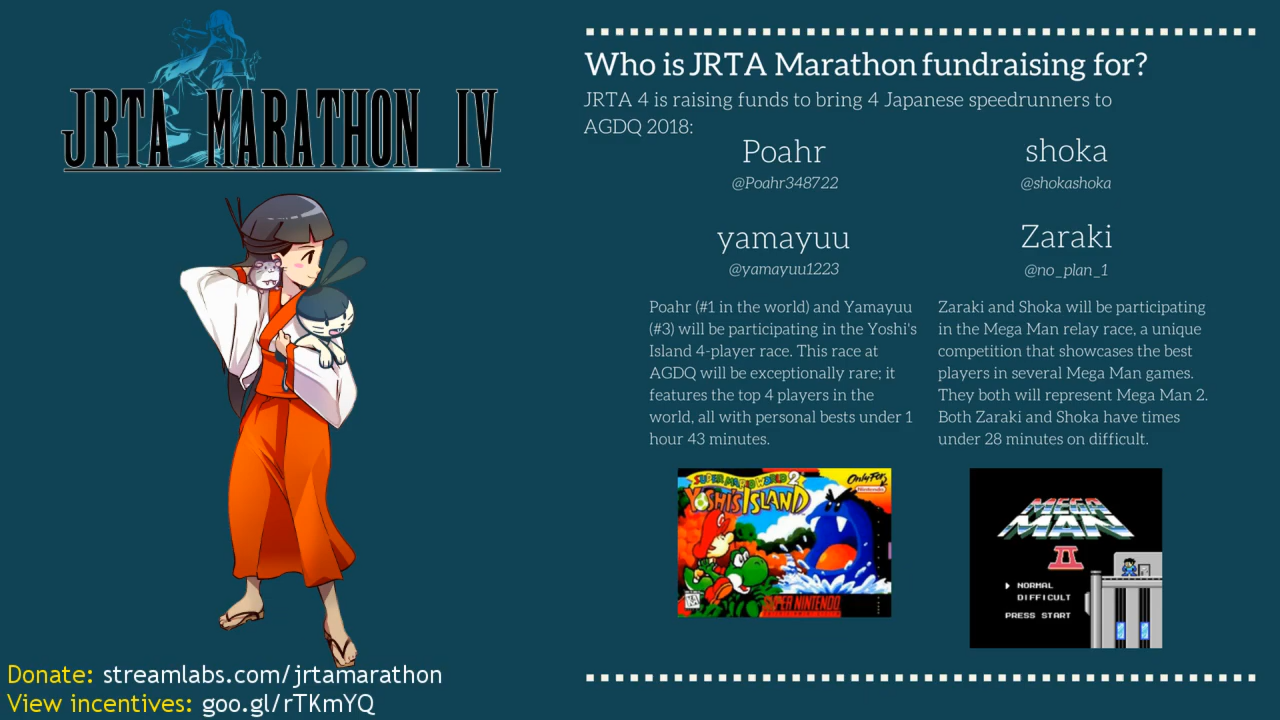 JRTA MARATHON IV
Who is JRTA Marathon fundraising for?
JRTA 4 is raising funds to bring 4 Japanese speedrunners to
AGDQ 2018:
Poahr
@Poahr348722
shoka
@shokashoka
yamayuu
@yamayuu1223
Zaraki
@no_plan_1
Poahr (#1 in the world) and Yamayuu
(#3) will be participating in the Yoshi's
Island 4-player race. This race at
AGDQ will be exceptionally rare; it
features the top 4 players in the
world, all with personal bests under 1
hour 43 minutes.
Zaraki and Shoka will be participating
in the Mega Man relay race, a unique
competition that showcases the best
players in several Mega Man games.
They both will represent Mega Man 2.
Both Zaraki and Shoka have times
under 28 minutes on difficult.
SUPER MARIO WORLD 2
YOSHI'S ISLAND
Only For
Nintendo
SUPER NINTENDO
MEGA
MAN
II
NORMAL
DIFFICULT
PRESS START
Donate: streamlabs.com/jrtamarathon
View incentives: goo.gl/rTKmYQ